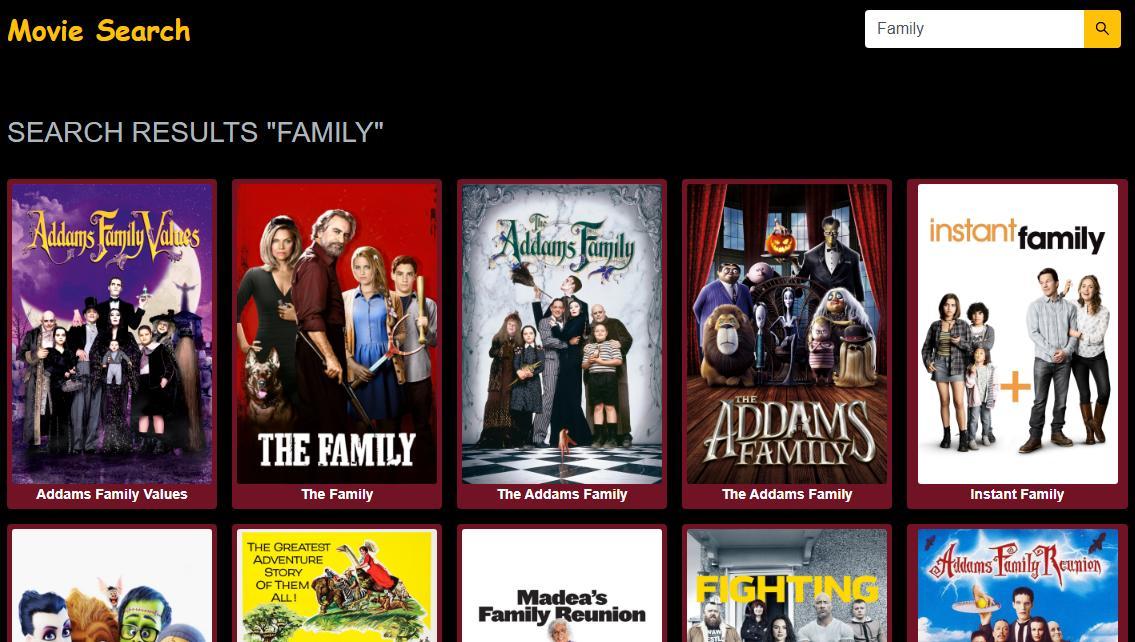 Movie Search
Family
SEARCH RESULTS "FAMILY"
Addams Family Values
THE FAMILY
The
Addams Family
THE
ADDAMS
FAMILY
instant family
Addams Family Values
The Family
The Addams Family
The Addams Family
Instant Family
THE GREATEST
ADVENTURE
STORY
OF THEM
ALL!
Madea's
Family Reunion
FIGHTING
Addams Family Reunion